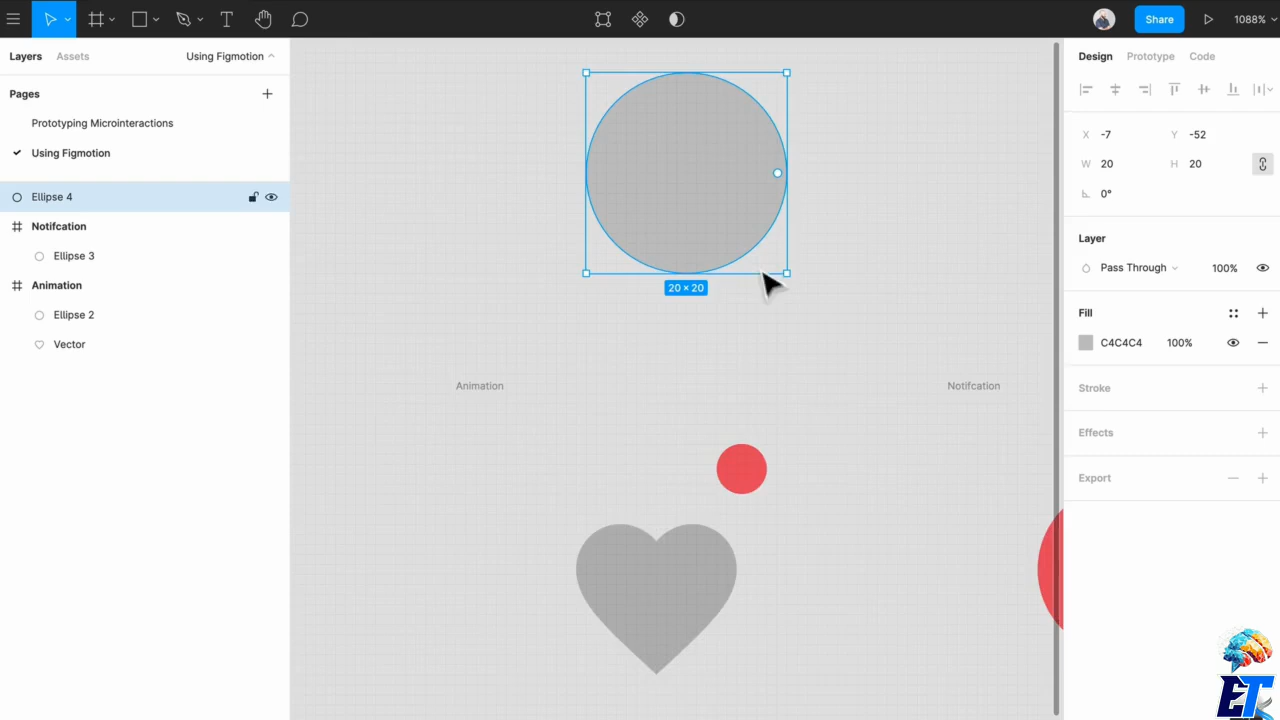 Share
1088%
Layers
Assets
Using Figmotion
Design
Prototype
Code
Pages
Prototyping Microinteractions
Using Figmotion
X -7
Y -52
W 20
H 20
0°
Ellipse 4
Notifcation
Ellipse 3
Animation
Ellipse 2
Vector
Layer
Pass Through
100%
Fill
C4C4C4
100%
Stroke
Effects
Export
20 × 20
Animation
Notifcation
ET